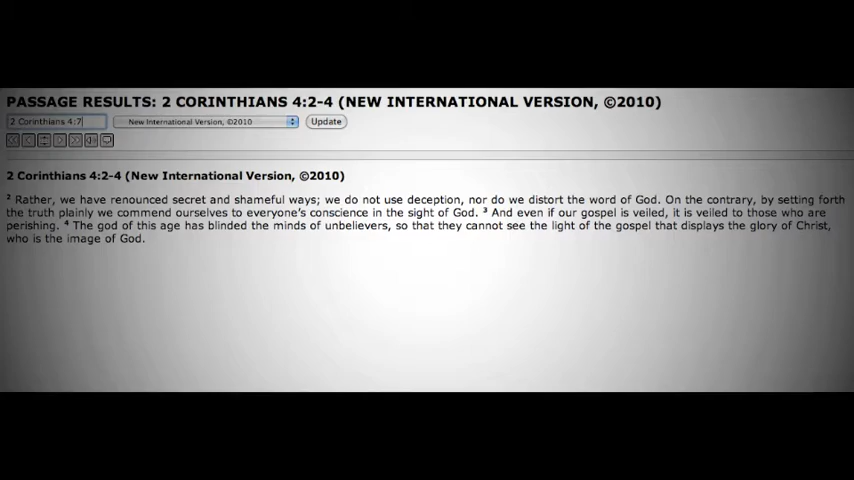 PASSAGE RESULTS: 2 CORINTHIANS 4:2-4 (NEW INTERNATIONAL VERSION, ©2010)
2 Corinthians 4:7 New International Version, ©2010 Update
2 Corinthians 4:2-4 (New International Version, ©2010)
2 Rather, we have renounced secret and shameful ways; we do not use deception, nor do we distort the word of God. On the contrary, by setting forth
the truth plainly we commend ourselves to everyone’s conscience in the sight of God. 3 And even if our gospel is veiled, it is veiled to those who are
perishing. 4 The god of this age has blinded the minds of unbelievers, so that they cannot see the light of the gospel that displays the glory of Christ,
who is the image of God.